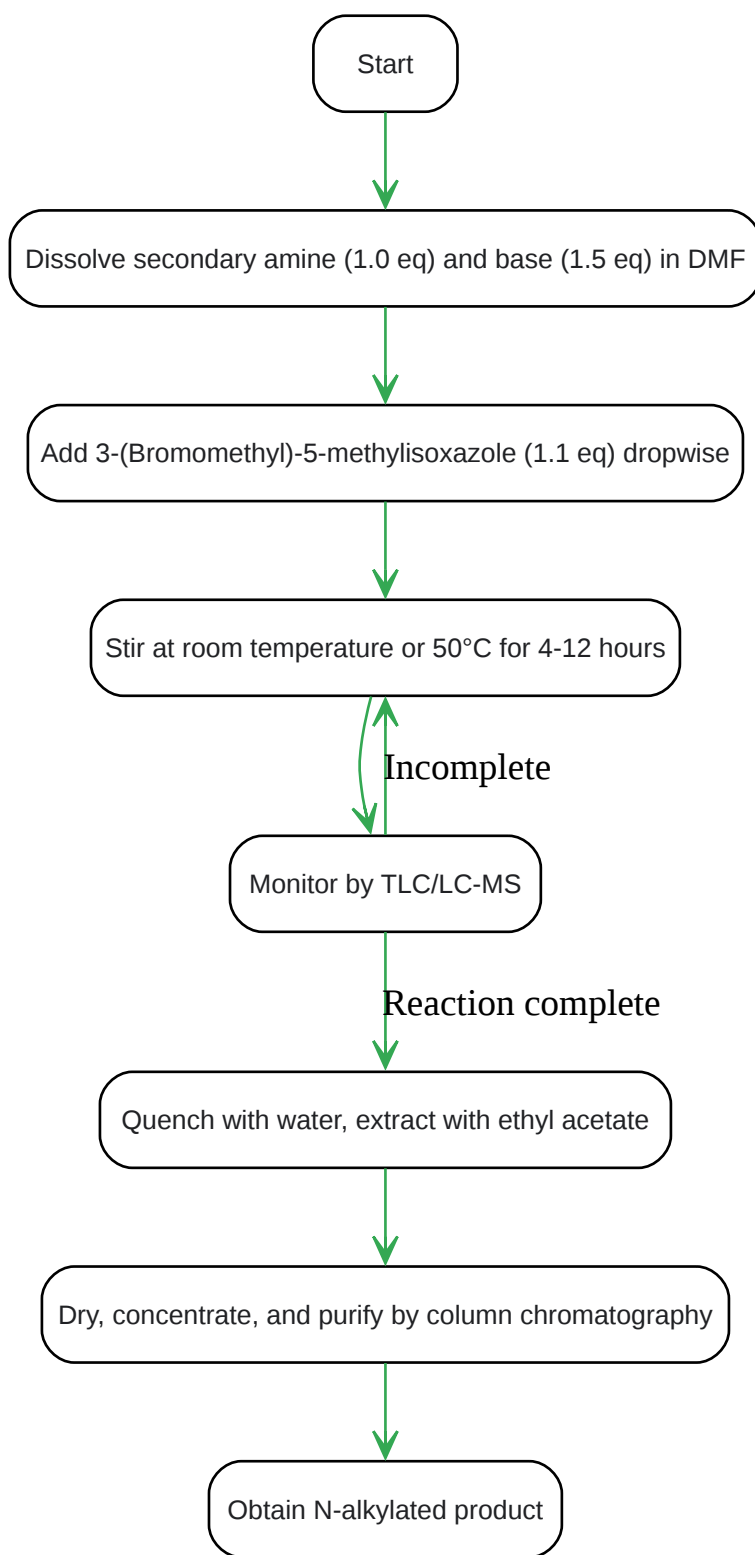 Start
Dissolve secondary amine (1.0 eq) and base (1.5 eq) in DMF
Add 3-(Bromomethyl)-5-methylisoxazole (1.1 eq) dropwise
Stir at room temperature or 50°C for 4-12 hours
Incomplete
Monitor by TLC/LC-MS
Reaction complete
Quench with water, extract with ethyl acetate
Dry, concentrate, and purify by column chromatography
Obtain N-alkylated product